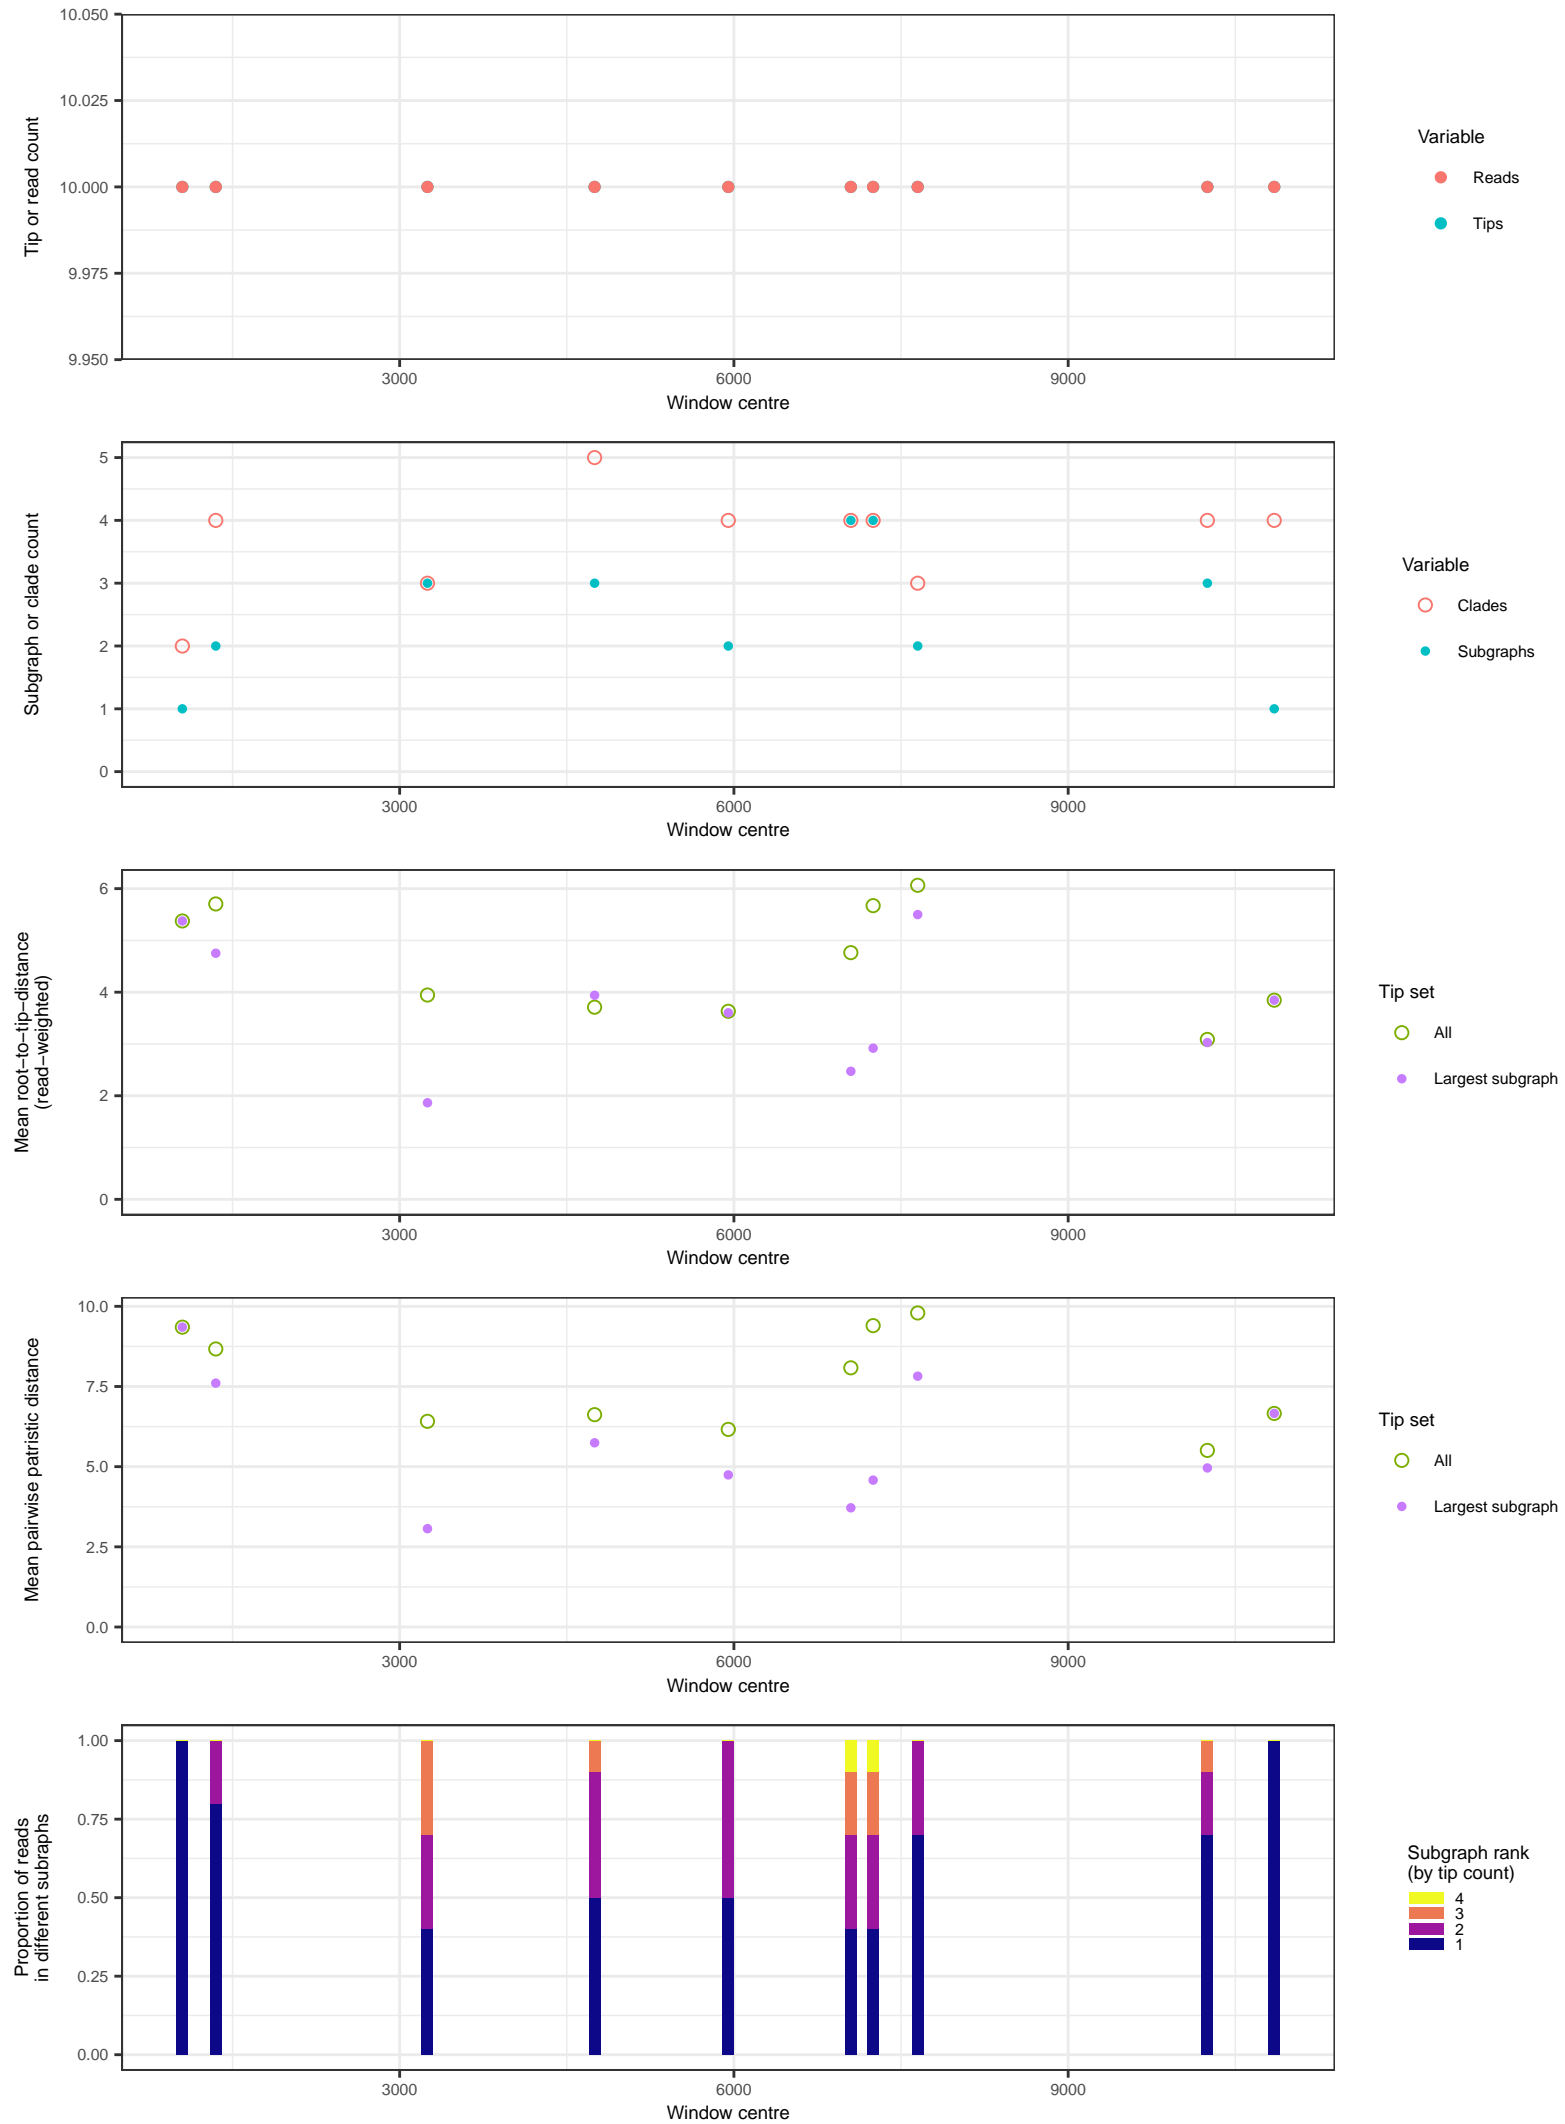 10.050
10.025
10.000
9.975
9.950
Tip or read count
3000
6000
9000
Window centre
Variable
Reads
Tips
5
4
3
2
1
0
Subgraph or clade count
3000
6000
9000
Window centre
Variable
Clades
Subgraphs
6
4
2
0
Mean root−to−tip−distance
(read−weighted)
3000
6000
9000
Window centre
Tip set
All
Largest subgraph
10.0
7.5
5.0
2.5
0.0
Mean pairwise patristic distance
3000
6000
9000
Window centre
Tip set
All
Largest subgraph
1.00
0.75
0.50
0.25
0.00
Proportion of reads
in different subraphs
3000
6000
9000
Window centre
Subgraph rank
(by tip count)
4
3
2
1